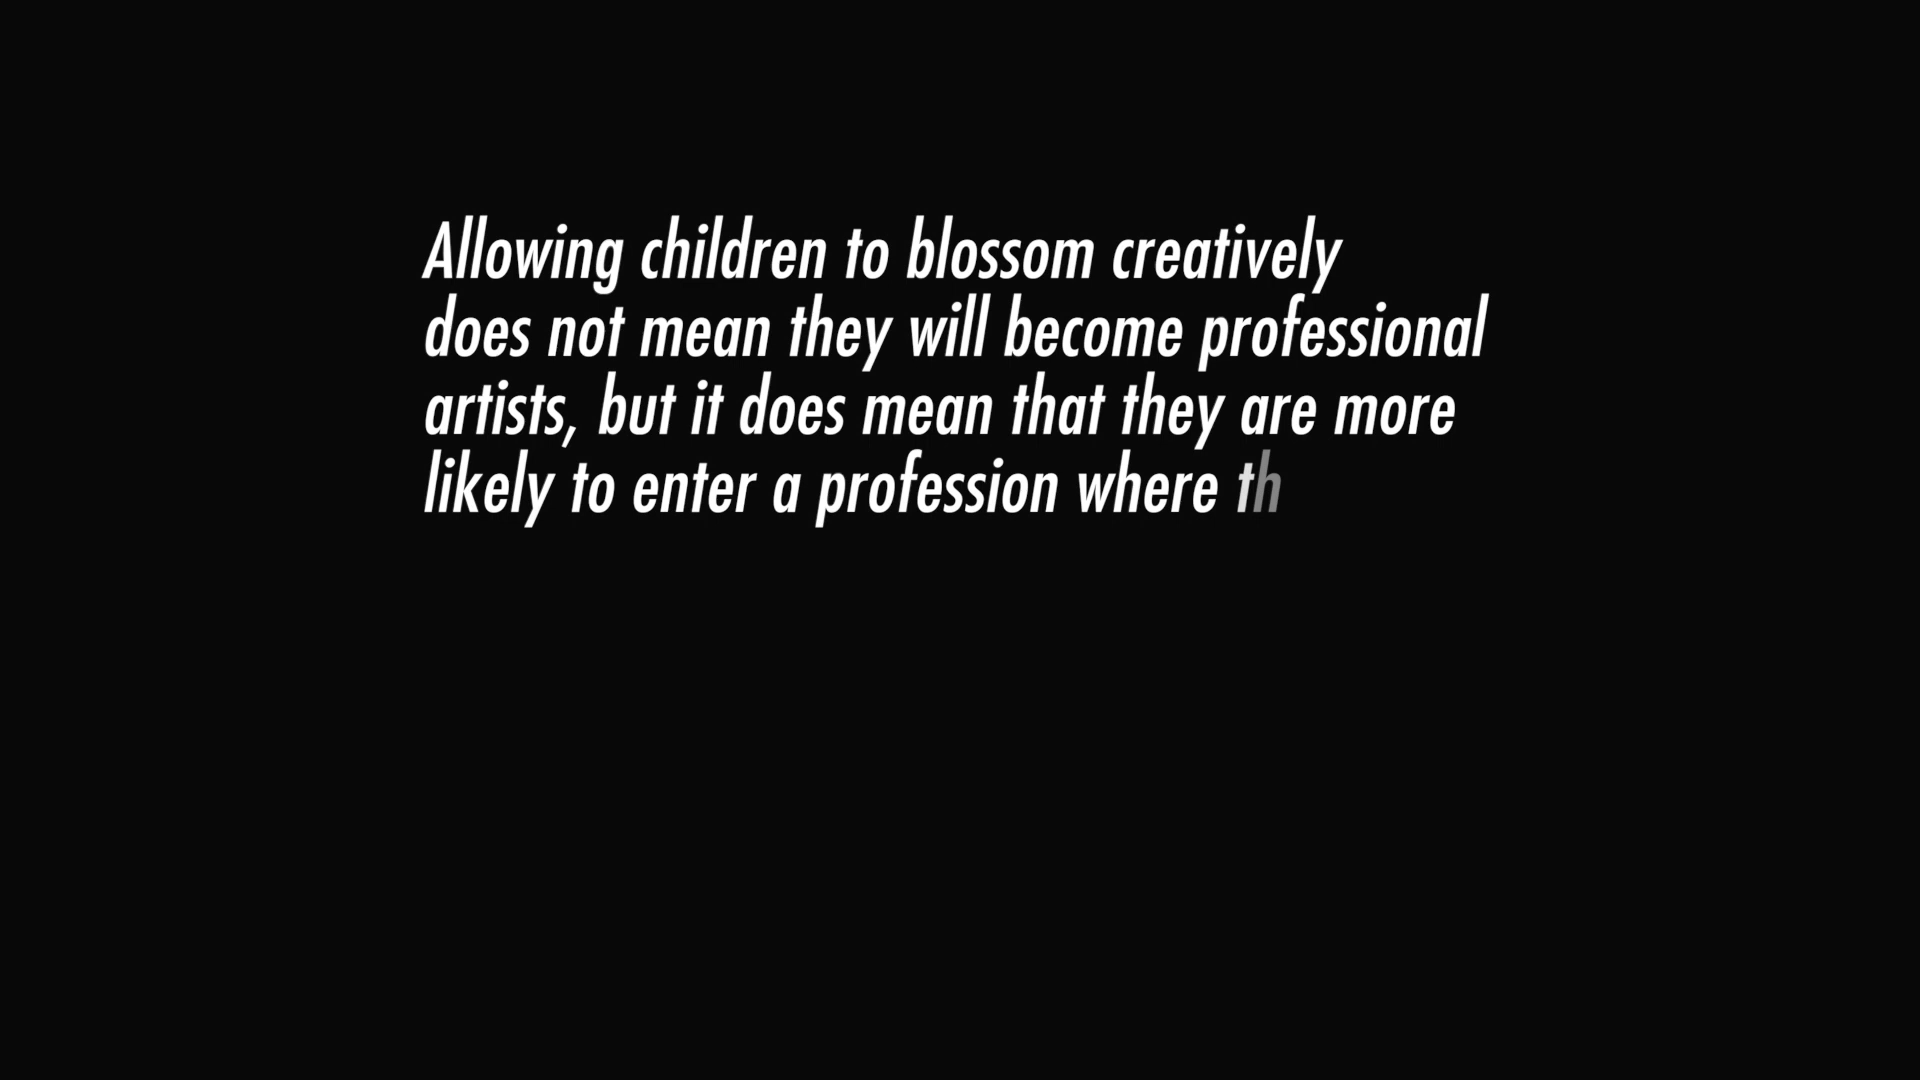 Allowing children to blossom creatively
does not mean they will become professional
artists, but it does mean that they are more
likely to enter a profession where th